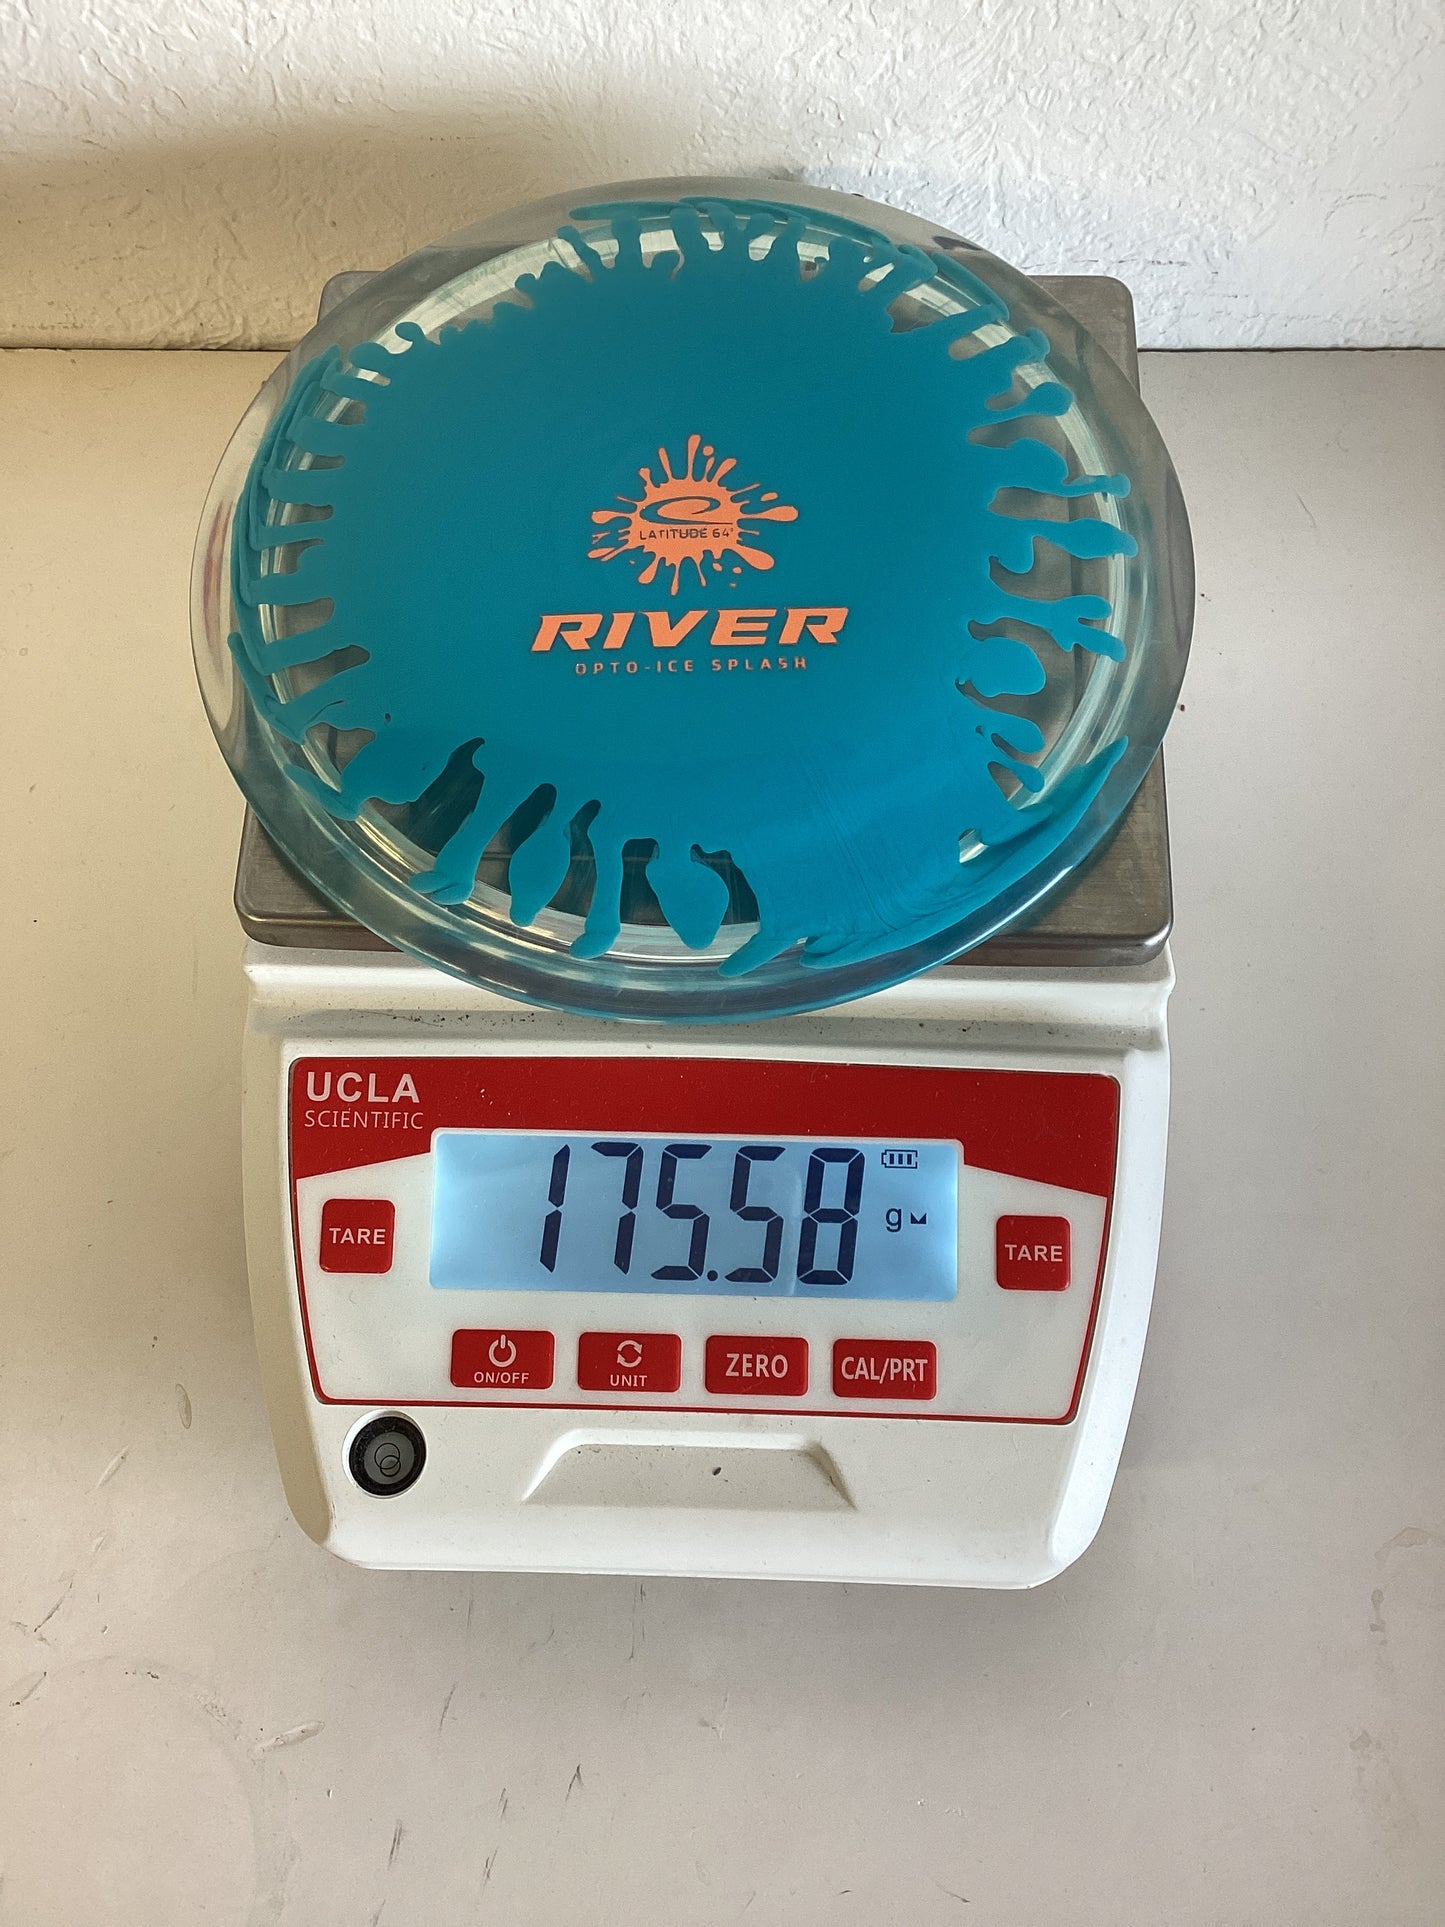 LATITUDE 64°
RIVER
OPTO-ICE SPLASH
UCLA
SCIENTIFIC
175.58
g
TARE
TARE
ON/OFF
UNIT
ZERO
CAL/PRT